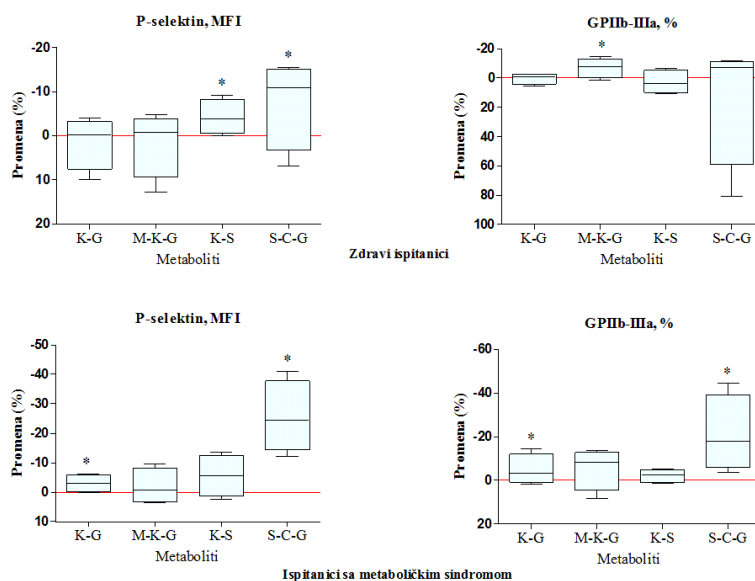 P-selektin, MFI
Promena (%)
-20
-10
0
10
20
*
*
K-G M-K-G K-S S-C-G
Metaboliti
GPIIb-IIIa, %
Promena (%)
-20
0
20
40
60
80
100
*
K-G M-K-G K-S S-C-G
Metaboliti
Zdravi ispitanici
P-selektin, MFI
Promena (%)
-50
-40
-30
-20
-10
0
10
*
*
K-G M-K-G K-S S-C-G
Metaboliti
GPIIb-IIIa, %
Promena (%)
-60
-40
-20
0
20
*
*
K-G M-K-G K-S S-C-G
Metaboliti
Ispitanici sa metaboličkim sindromom